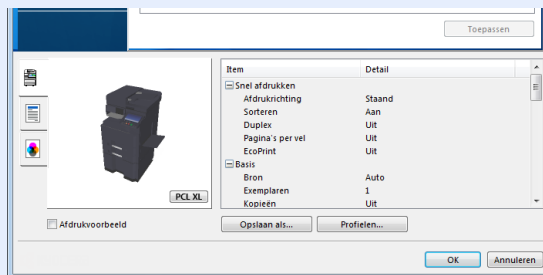 Toepassen
Item Detail
Snel afdrukken
Afdrukrichting Staand
Sorteren Aan
Duplex Uit
Pagina's per vel Uit
EcoPrint Uit
Basis
Bron Auto
Exemplaren 1
Kopieën Uit
PCL XL
Afdrukvoorbeeld
Opslaan als... Profielen...
OK Annuleren